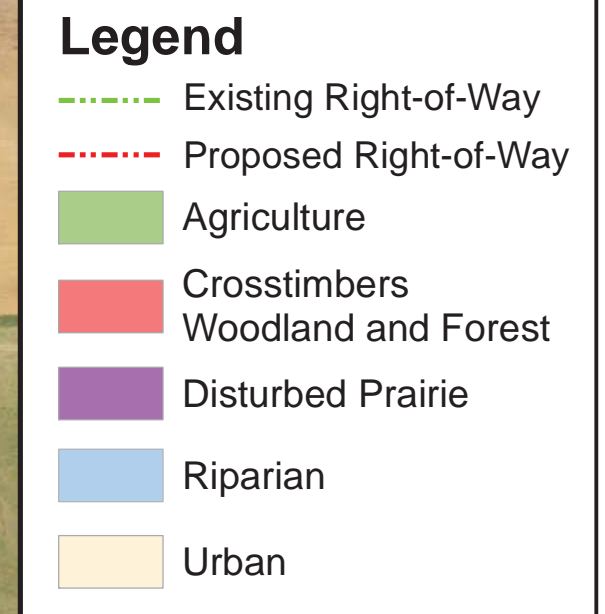 Legend
Existing Right-of-Way
Proposed Right-of-Way
Agriculture
Crosstimbers
Woodland and Forest
Disturbed Prairie
Riparian
Urban